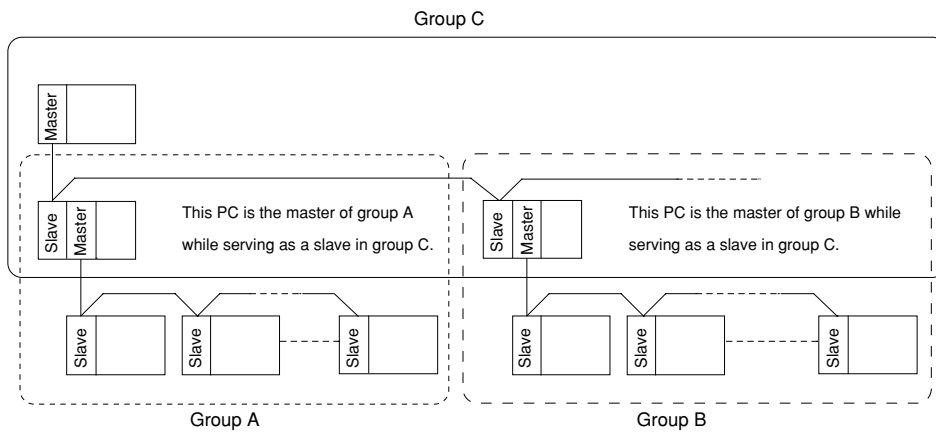 Group C
Master
Slave
Master
This PC is the master of group A
while serving as a slave in group C.
Slave
Master
This PC is the master of group B while
serving as a slave in group C.
Slave
Slave
Slave
Slave
Slave
Slave
Group A
Group B